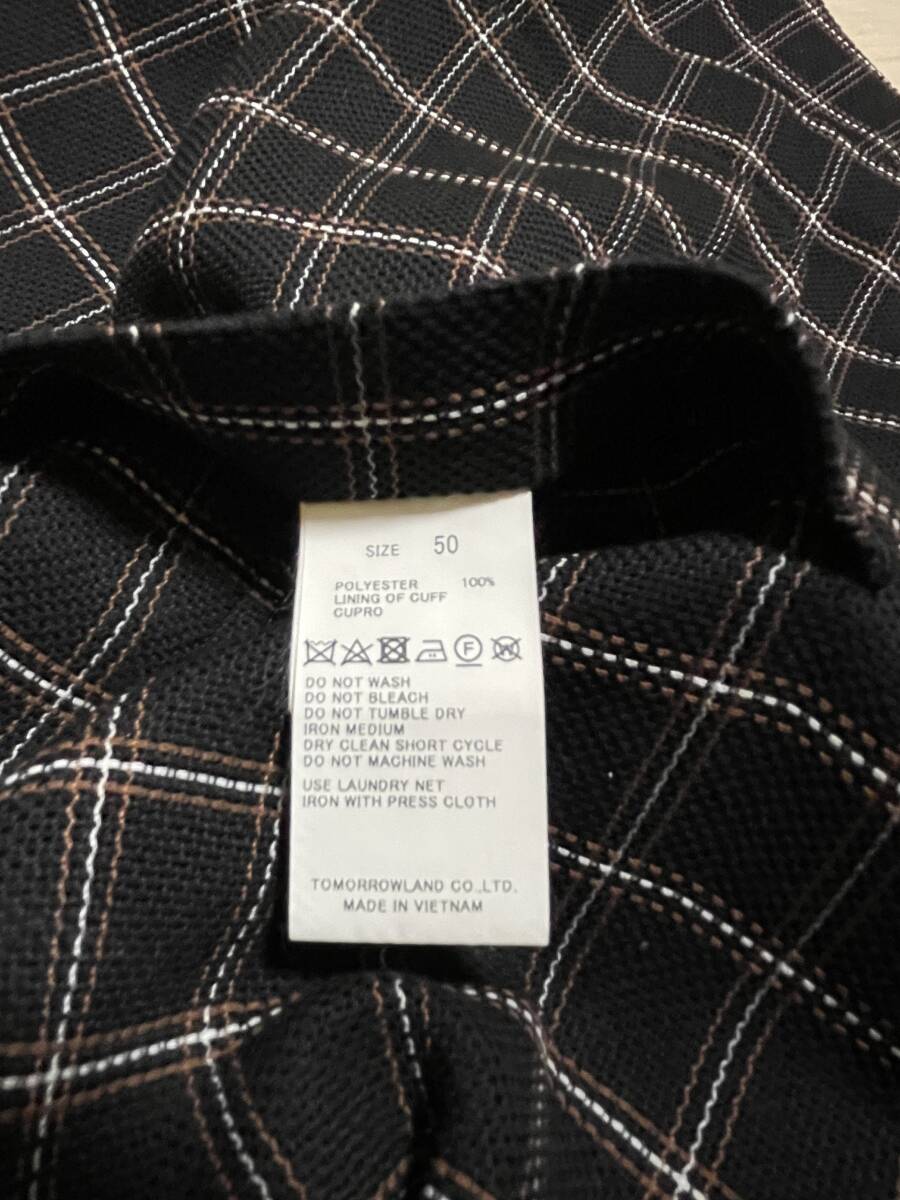 SIZE 50
POLYESTER 100%
LINING OF CUFF
CUPRO
F W
DO NOT WASH
DO NOT BLEACH
DO NOT TUMBLE DRY
IRON MEDIUM
DRY CLEAN SHORT CYCLE
DO NOT MACHINE WASH
USE LAUNDRY NET
IRON WITH PRESS CLOTH
TOMORROWLAND CO.,LTD.
MADE IN VIETNAM